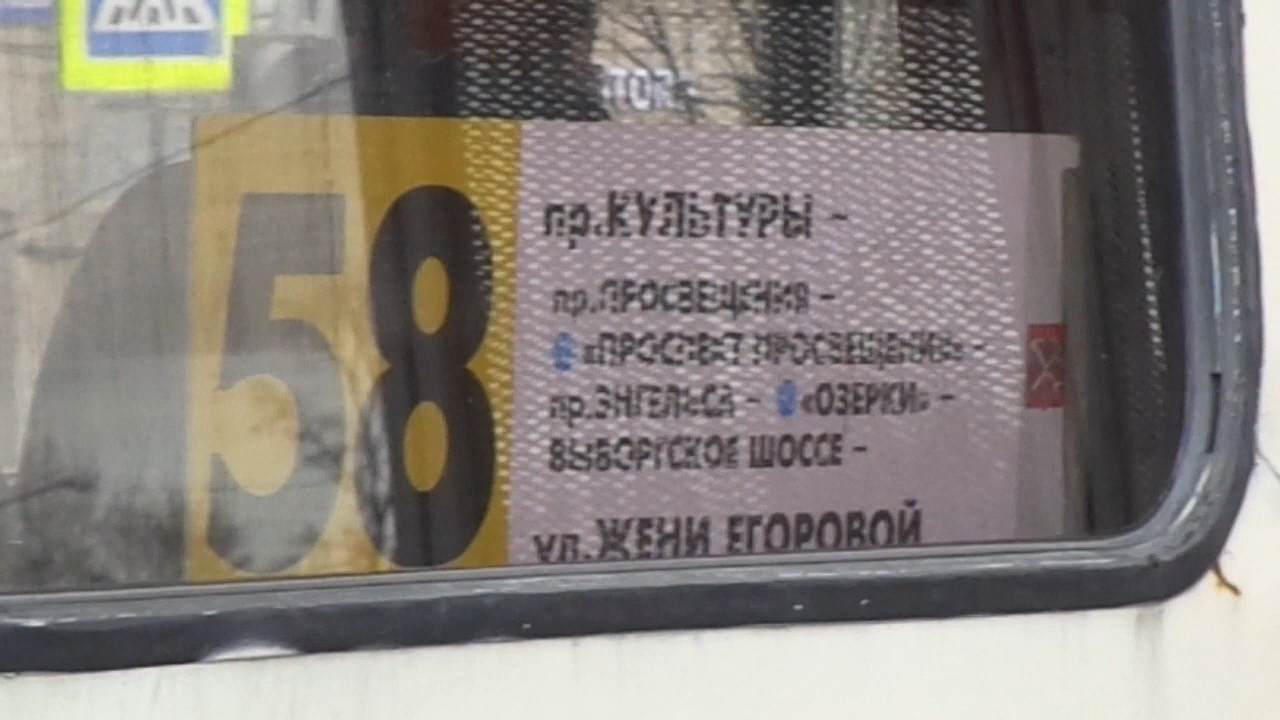 58
пр.КУЛЬТУРЫ –
пр.ПРОСВЕЩЕНИЯ –
«ПРОСПЕКТ ПРОСВЕЩЕНИЯ» –
пр.ЭНГЕЛЬСА – «ОЗЕРКИ» –
ВЫБОРГСКОЕ ШОССЕ –
ул.ЖЕНИ ЕГОРОВОЙ